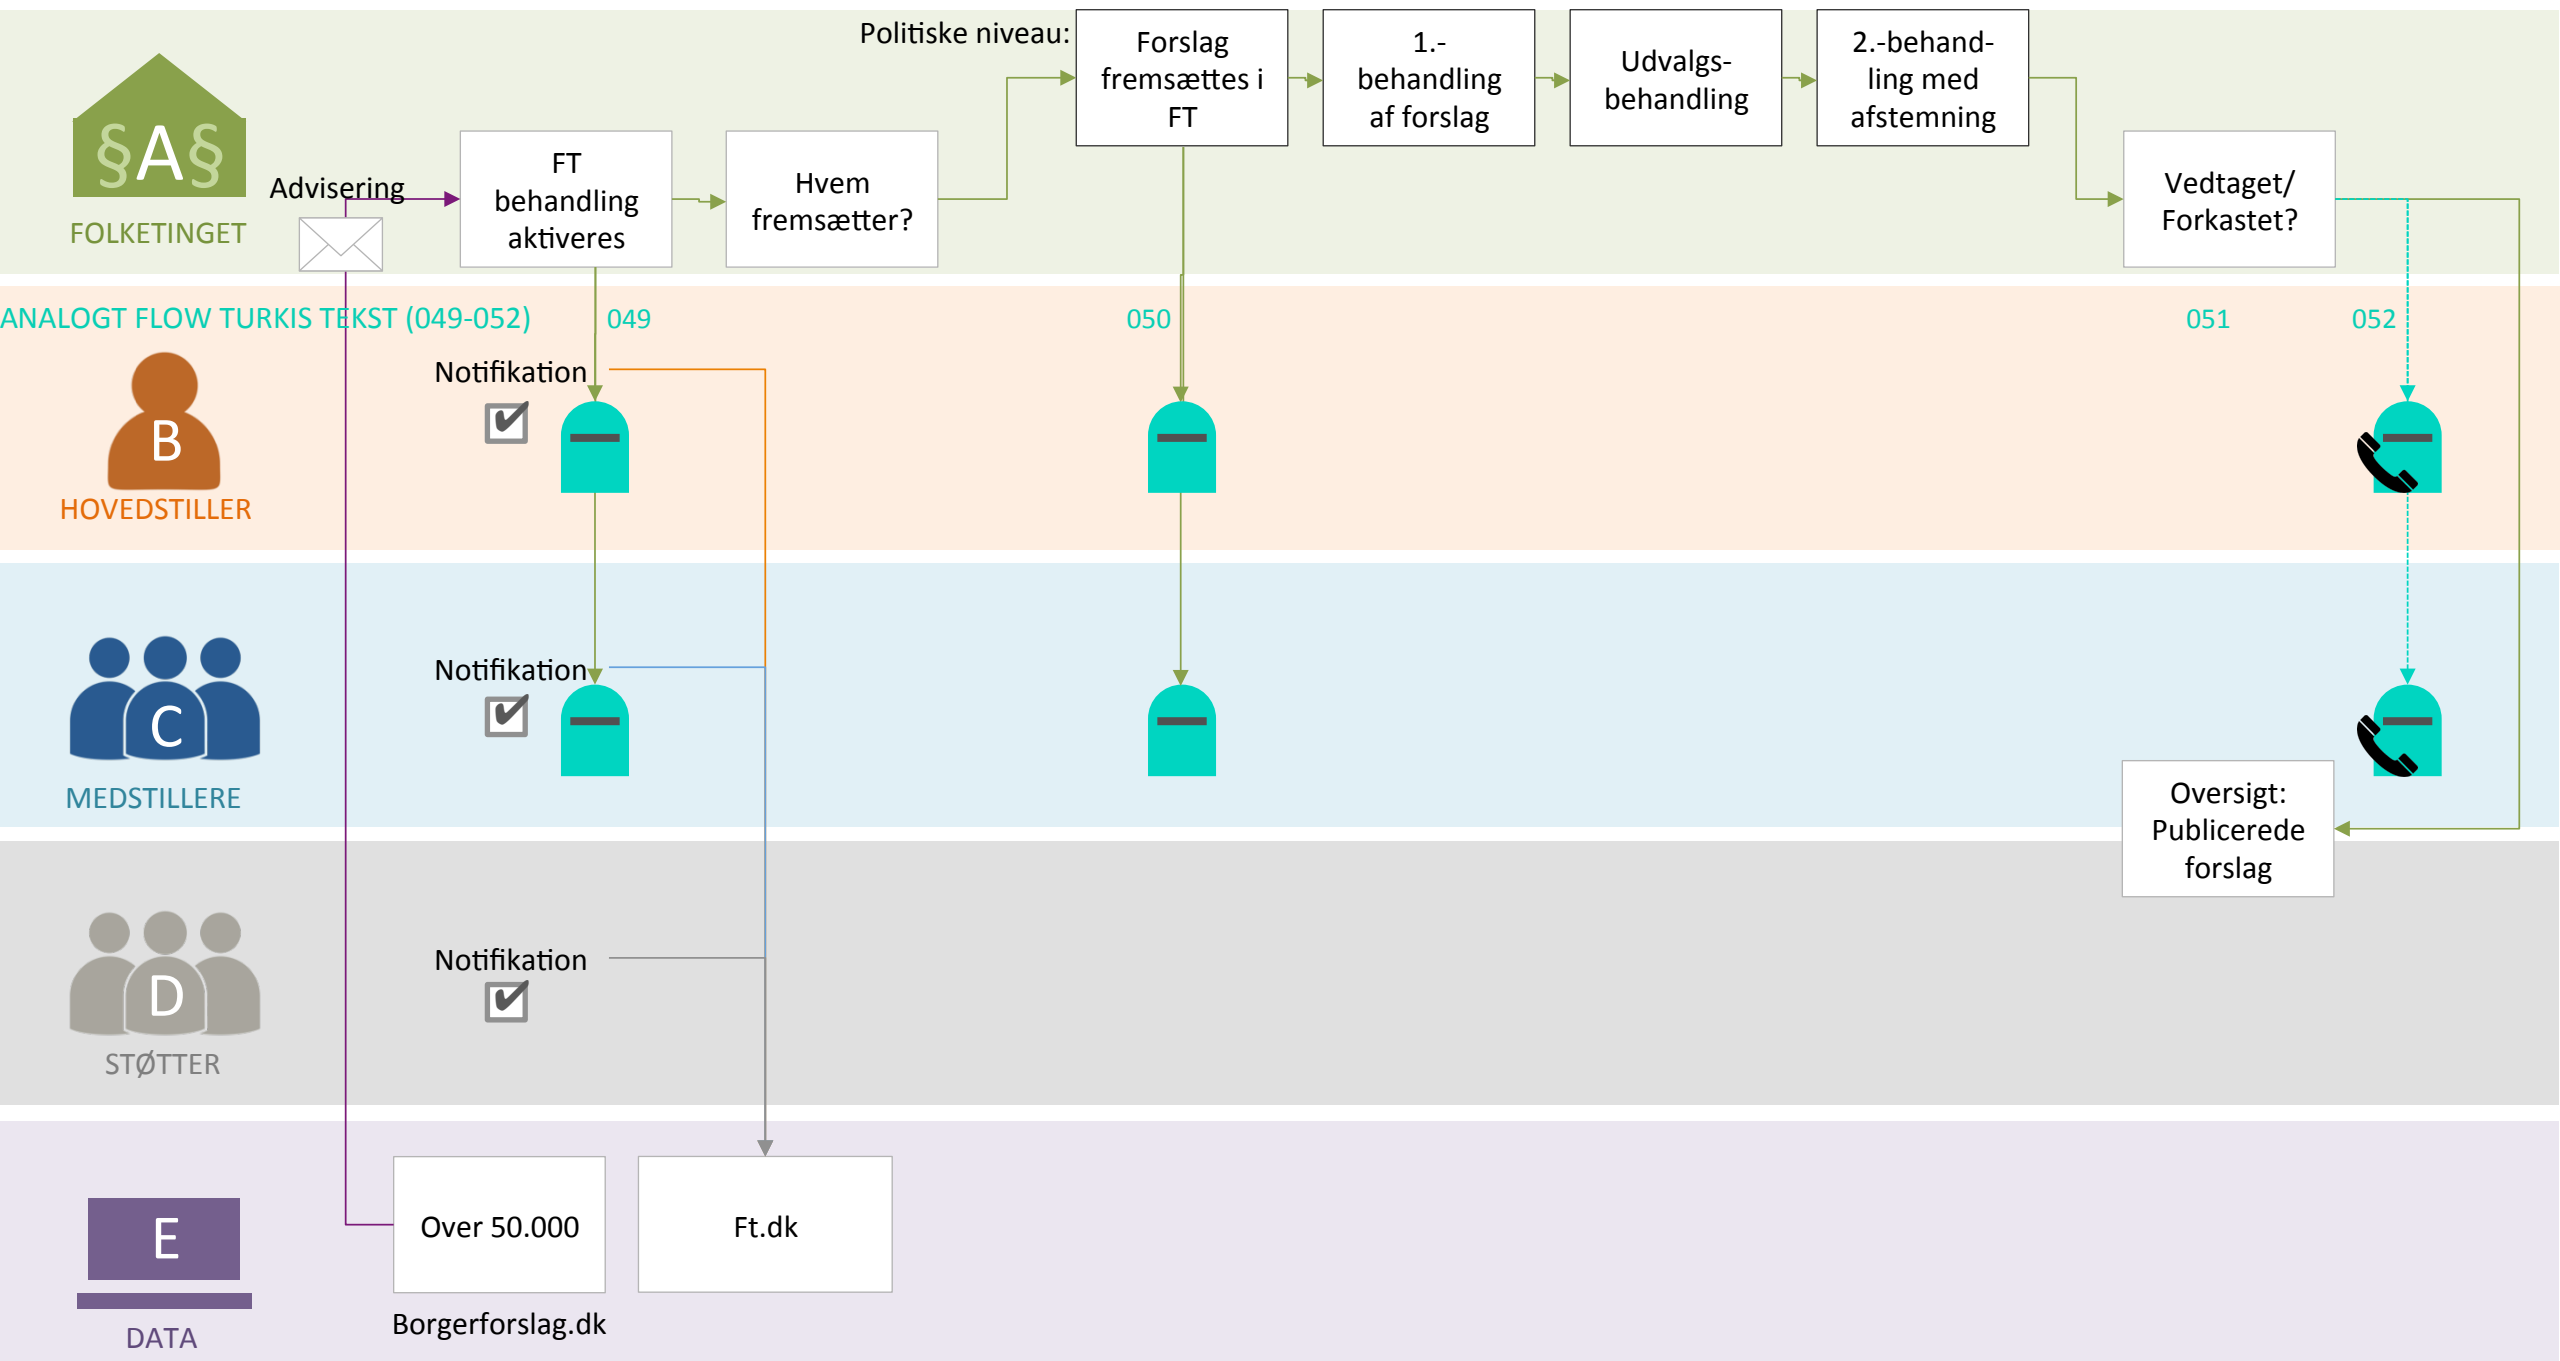 Politiske niveau:
Forslag
fremsættes i
FT
1.-
behandling
af forslag
Udvalgs-
behandling
2.-behand-
ling med
afstemning
§A§
FOLKETINGET
Advisering
FT
behandling
aktiveres
Hvem
fremsætter?
Vedtaget/
Forkastet?
ANALOGT FLOW TURKIS TEKST (049-052)
049
050
051
052
B
HOVEDSTILLER
Notifikation
C
MEDSTILLERE
Notifikation
Oversigt:
Publicerede
forslag
D
STØTTER
Notifikation
E
DATA
Over 50.000
Borgerforslag.dk
Ft.dk